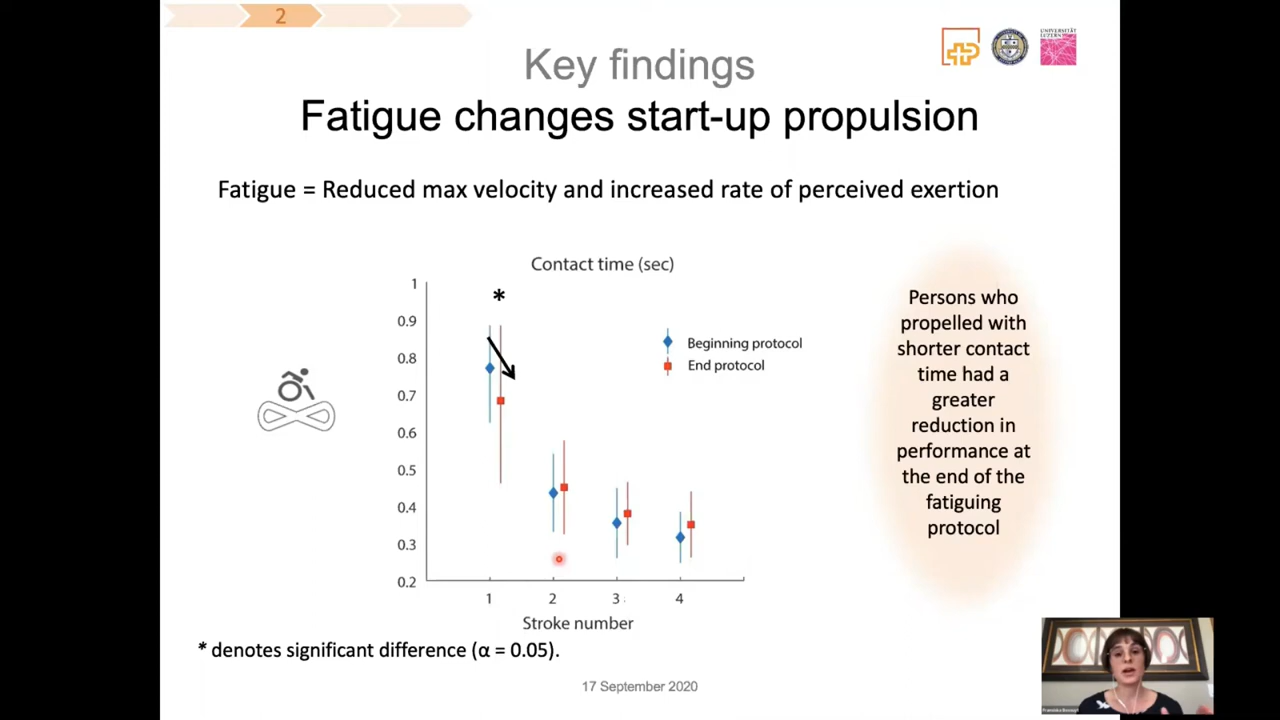 2
UNIVERSITÄT
LUZERN
Key findings
Fatigue changes start-up propulsion
Fatigue = Reduced max velocity and increased rate of perceived exertion
Contact time (sec)
1
0.9
0.8
0.7
0.6
0.5
0.4
0.3
0.2
*
Beginning protocol
End protocol
1 2 3 4
Stroke number
Persons who
propelled with
shorter contact
time had a
greater
reduction in
performance at
the end of the
fatiguing
protocol
* denotes significant difference (α = 0.05).
17 September 2020